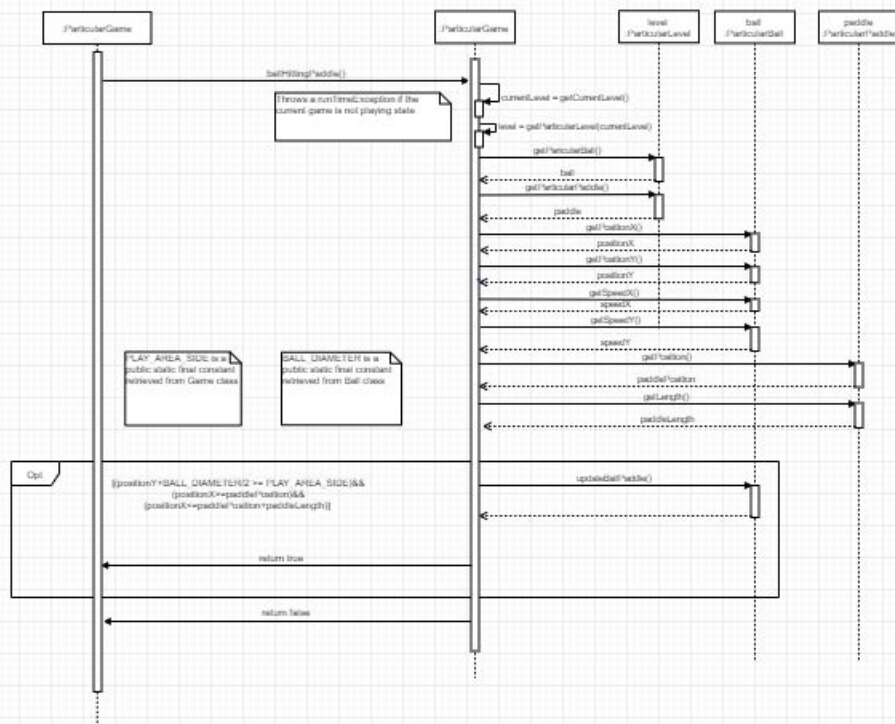 :ParticularGame
:ParticularGame
level
:ParticularLevel
ball
:ParticularBall
paddle
:ParticularPaddle
ballHittingPaddle()
Throws a runTimeException if the
current game is not playing state
currentLevel = getCurrentLevel()
level = getParticularLevel(currentLevel)
getParticularBall()
ball
getParticularPaddle()
paddle
getPositionX()
positionX
getPositionY()
positionY
getSpeedX()
speedX
getSpeedY()
speedY
getPosition()
paddlePosition
getLength()
paddleLength
PLAY_AREA_SIDE is a
public static final constant
retrieved from Game class
BALL_DIAMETER is a
public static final constant
retrieved from Ball class
Opt
[(positionY+BALL_DIAMETER/2 >= PLAY_AREA_SIDE)&&
(positionX>=paddlePosition)&&
(positionX<=paddlePosition+paddleLength)]
updateBallPaddle()
return true
return false